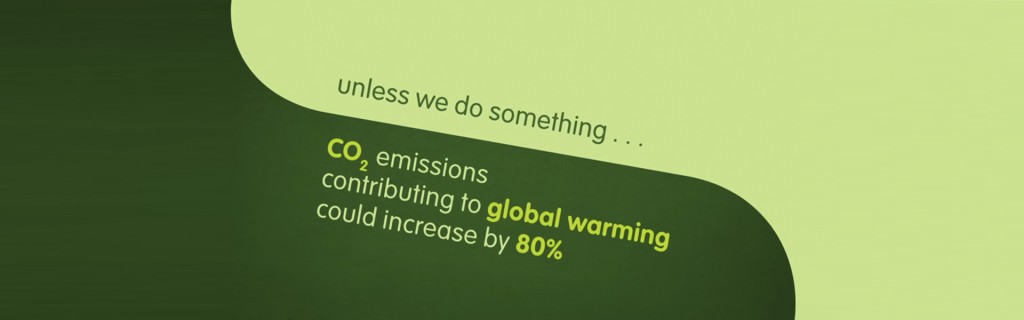 unless we do something . . .
CO₂ emissions
contributing to global warming
could increase by 80%